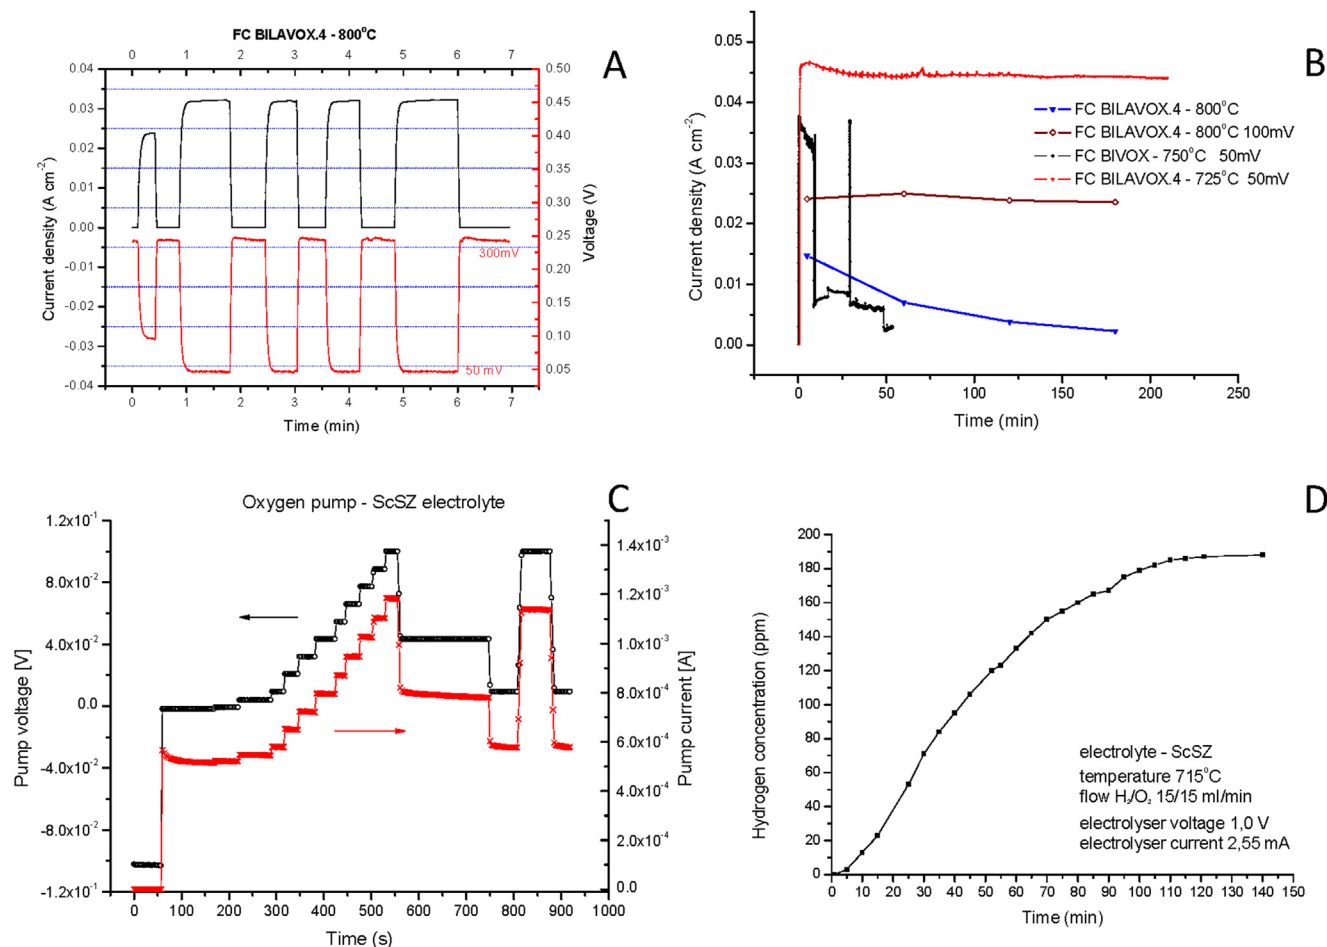 FC BILAVOX.4 - 800°C
A
0 1 2 3 4 5 6 7
0.04
0.03
0.02
0.01
0.00
-0.01
-0.02
-0.03
-0.04
Current density (A cm⁻²)
0.50
0.45
0.40
0.35
0.30
0.25
0.20
0.15
0.10
0.05
Voltage (V)
300mV
50 mV
0 1 2 3 4 5 6 7
Time (min)
B
0.05
0.04
0.03
0.02
0.01
0.00
Current density (A cm⁻²)
FC BILAVOX.4 - 800°C
FC BILAVOX.4 - 800°C 100mV
FC BIVOX - 750°C 50mV
FC BILAVOX.4 - 725°C 50mV
0 50 100 150 200 250
Time (min)
Oxygen pump - ScSZ electrolyte
C
1.2x10⁻¹
8.0x10⁻²
4.0x10⁻²
0.0
-4.0x10⁻²
-8.0x10⁻²
-1.2x10⁻¹
Pump voltage [V]
1.4x10⁻³
1.2x10⁻³
1.0x10⁻³
8.0x10⁻⁴
6.0x10⁻⁴
4.0x10⁻⁴
2.0x10⁻⁴
0.0
Pump current [A]
0 100 200 300 400 500 600 700 800 900 1000
Time (s)
D
200
180
160
140
120
100
80
60
40
20
0
Hydrogen concentration (ppm)
electrolyte - ScSZ
temperature 715°C
flow H₂/O₂ 15/15 ml/min
electrolyser voltage 1,0 V
electrolyser current 2,55 mA
0 10 20 30 40 50 60 70 80 90 100 110 120 130 140 150
Time (min)